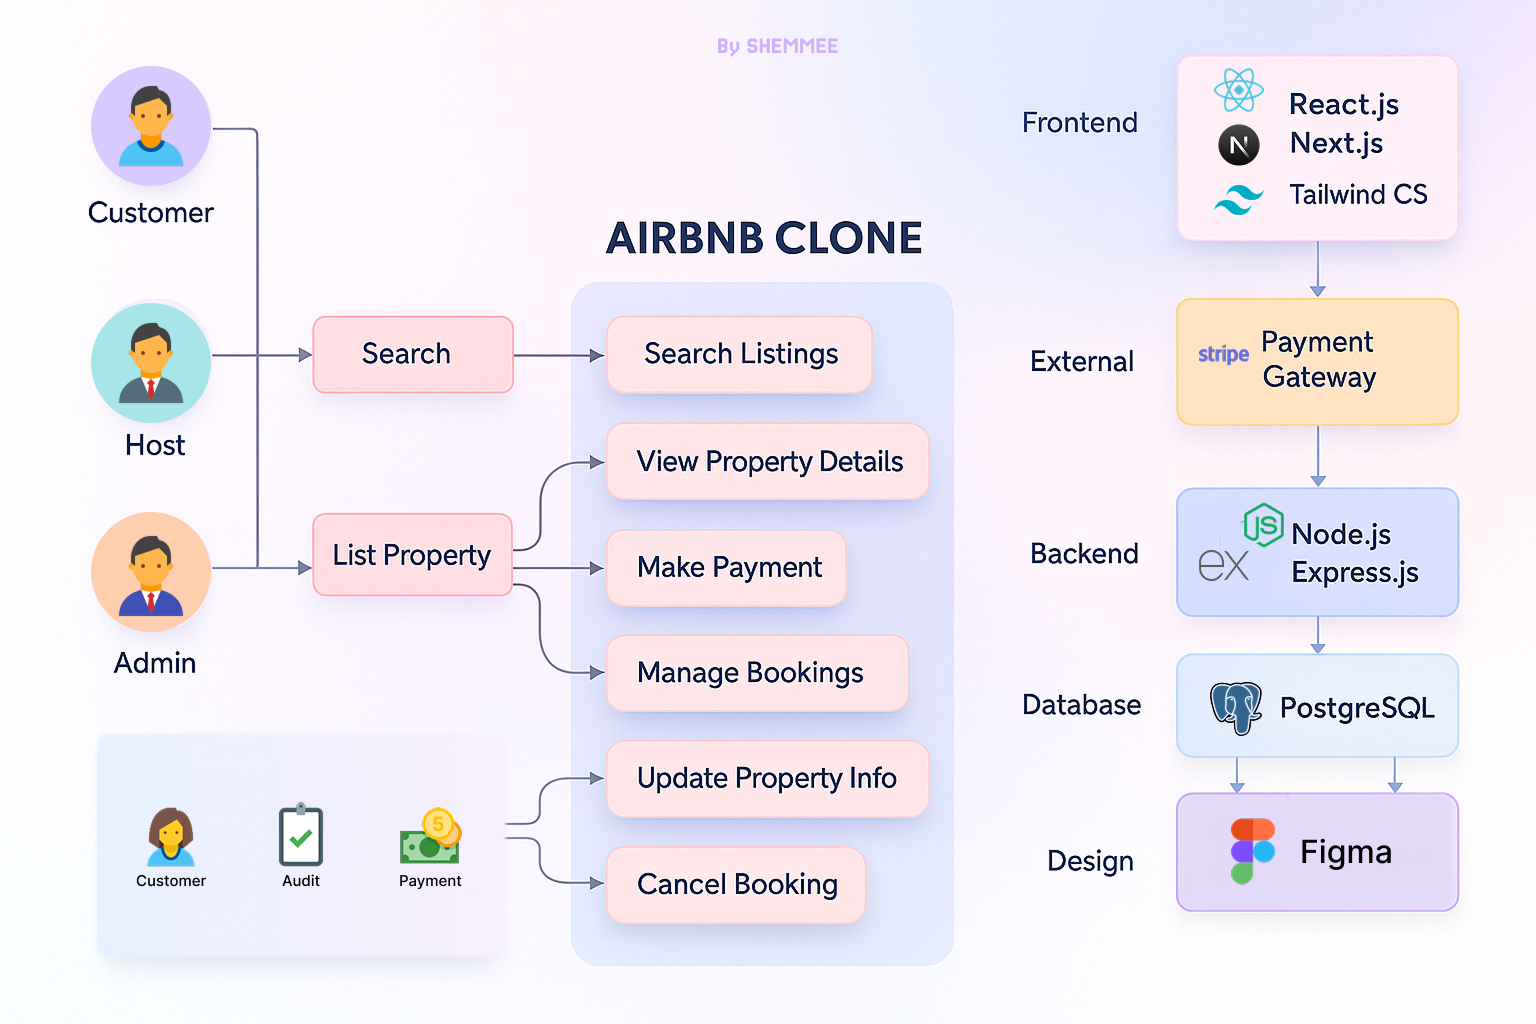 By SHEMMEE
Customer
Host
Admin
Search
List Property
Customer
Audit
Payment
5
AIRBNB CLONE
Search Listings
View Property Details
Make Payment
Manage Bookings
Update Property Info
Cancel Booking
Frontend
React.js
N
Next.js
Tailwind CS
External
stripe
Payment
Gateway
Backend
JS
Node.js
ex
Express.js
Database
PostgreSQL
Design
Figma